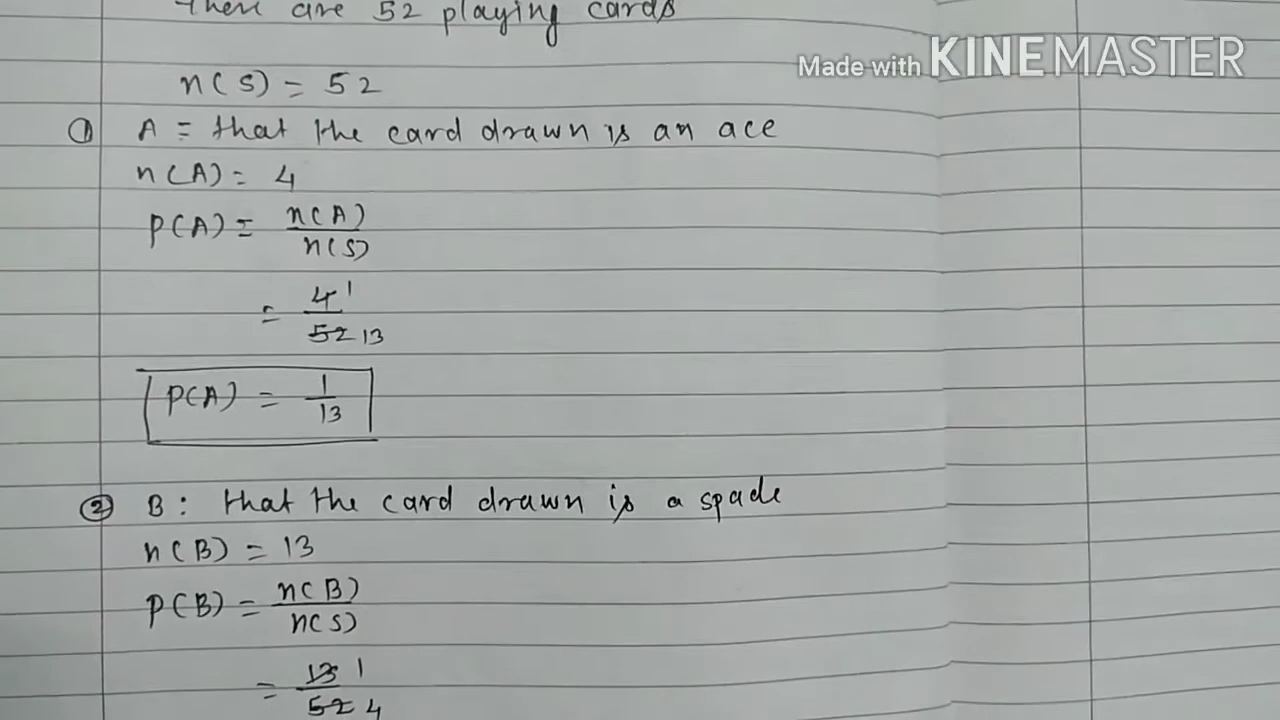 There are 52 playing cards
Made with KINEMASTER
n(S) = 52
① A = that the card drawn is an ace
n(A) = 4
P(A) = n(A)/n(S)
= 4 1/52 13
P(A) = 1/13
② B: that the card drawn is a spade
n(B) = 13
P(B) = n(B)/n(S)
= 13 1/52 4